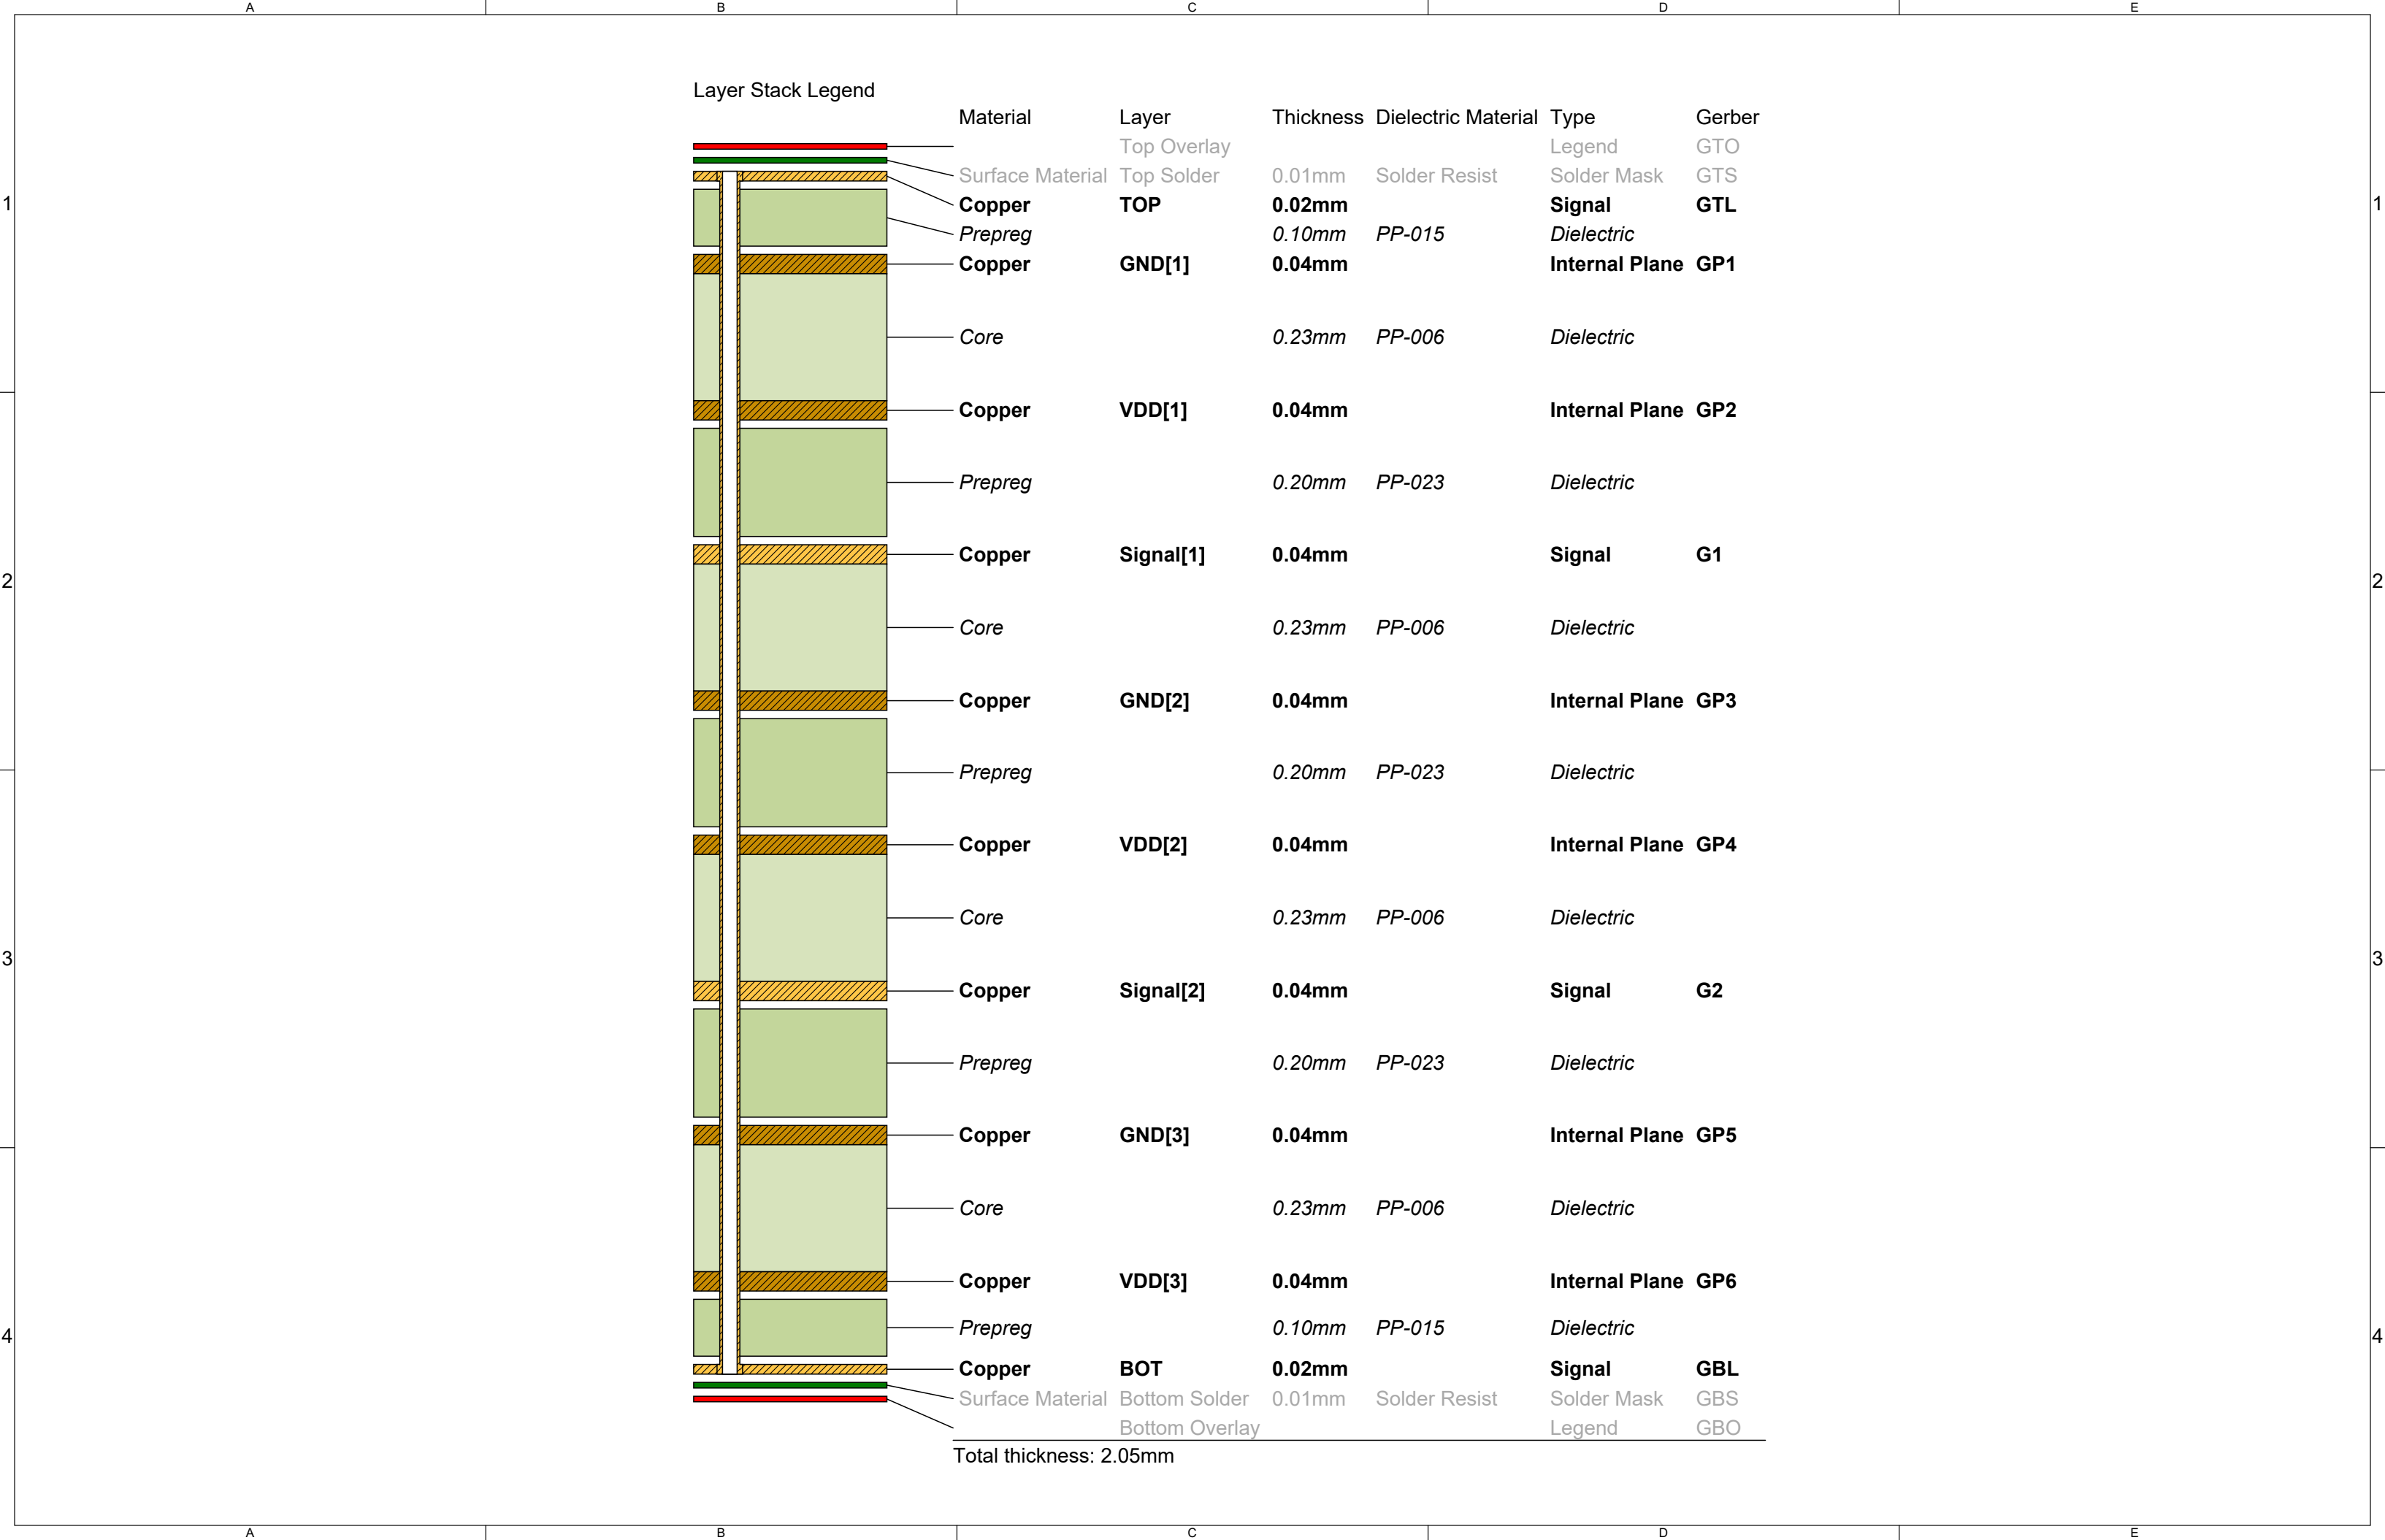 A B C D E
Layer Stack Legend
Material Layer Thickness Dielectric Material Type Gerber
Top Overlay Legend GTO
Surface Material Top Solder 0.01mm Solder Resist Solder Mask GTS
1 Copper TOP 0.02mm Signal GTL 1
Prepreg 0.10mm PP-015 Dielectric
Copper GND[1] 0.04mm Internal Plane GP1
Core 0.23mm PP-006 Dielectric
Copper VDD[1] 0.04mm Internal Plane GP2
Prepreg 0.20mm PP-023 Dielectric
Copper Signal[1] 0.04mm Signal G1
2 2
Core 0.23mm PP-006 Dielectric
Copper GND[2] 0.04mm Internal Plane GP3
Prepreg 0.20mm PP-023 Dielectric
Copper VDD[2] 0.04mm Internal Plane GP4
Core 0.23mm PP-006 Dielectric
3 3
Copper Signal[2] 0.04mm Signal G2
Prepreg 0.20mm PP-023 Dielectric
Copper GND[3] 0.04mm Internal Plane GP5
Core 0.23mm PP-006 Dielectric
Copper VDD[3] 0.04mm Internal Plane GP6
4 Prepreg 0.10mm PP-015 Dielectric 4
Copper BOT 0.02mm Signal GBL
Surface Material Bottom Solder 0.01mm Solder Resist Solder Mask GBS
Bottom Overlay Legend GBO
Total thickness: 2.05mm
A B C D E